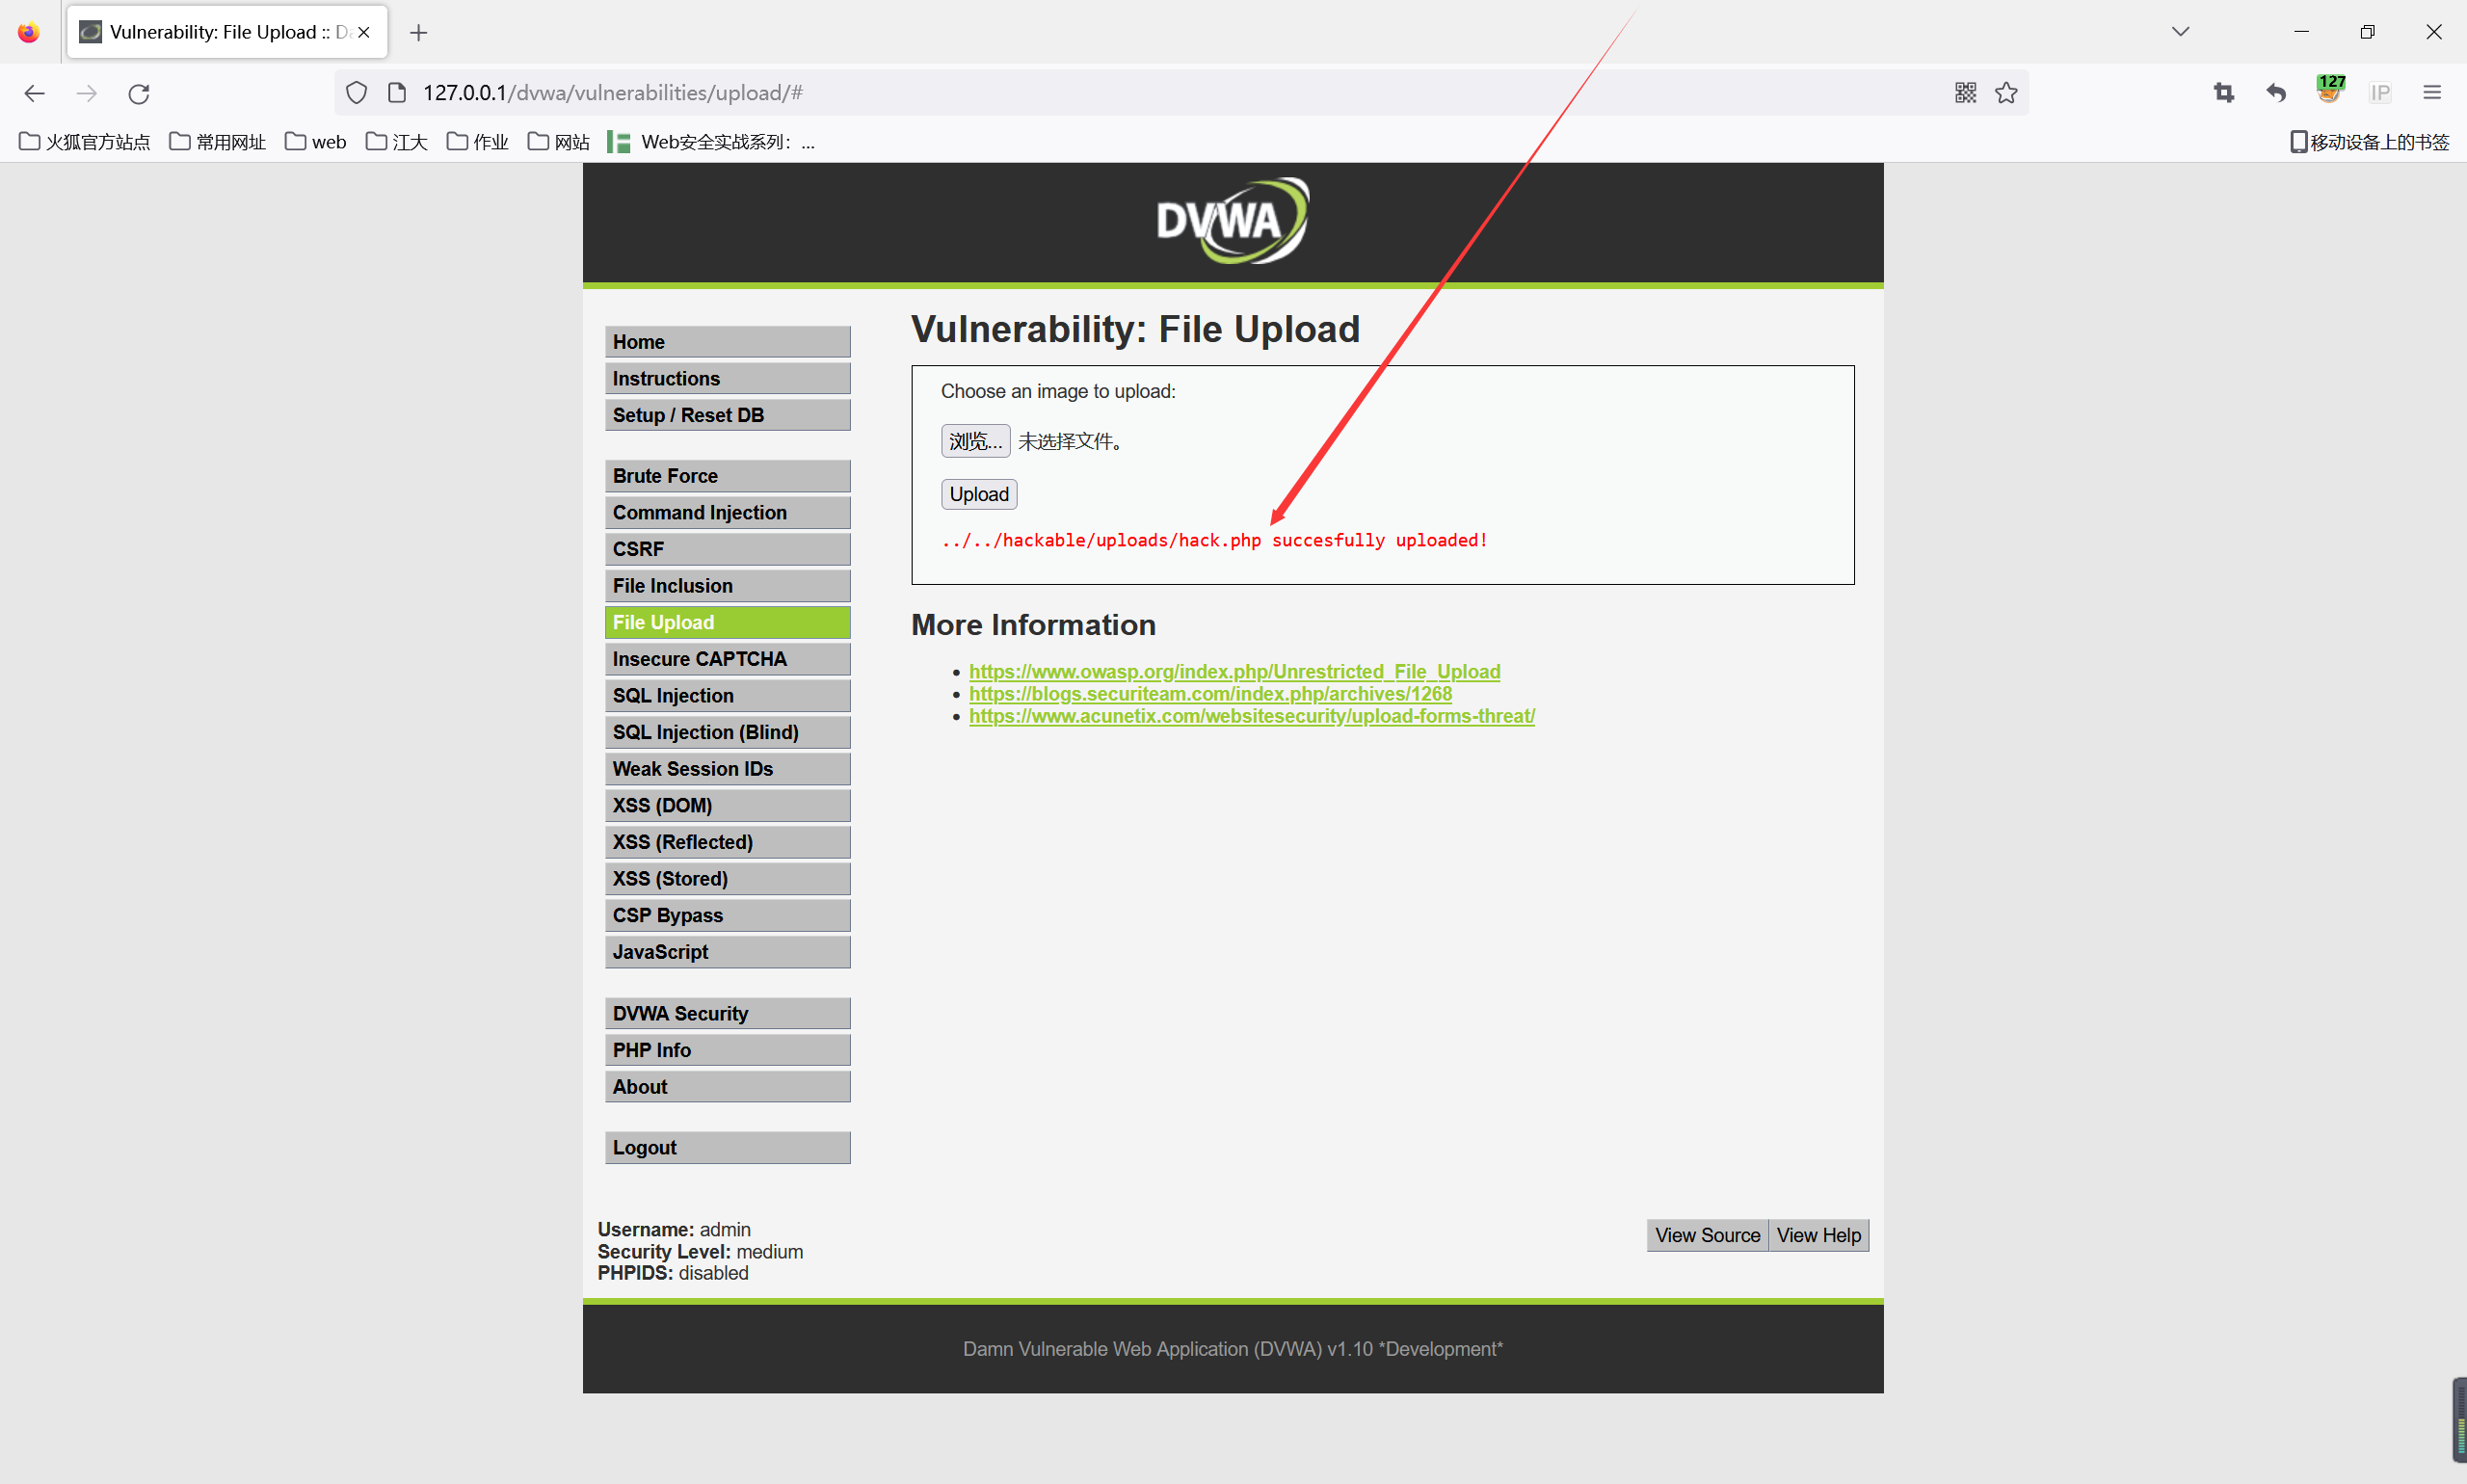 Vulnerability: File Upload :: Da
127.0.0.1/dvwa/vulnerabilities/upload/#
127
IP
火狐官方站点 常用网址 web 江大 作业 网站 Web安全实战系列：... 移动设备上的书签
DVWA
Home
Instructions
Setup / Reset DB
Brute Force
Command Injection
CSRF
File Inclusion
File Upload
Insecure CAPTCHA
SQL Injection
SQL Injection (Blind)
Weak Session IDs
XSS (DOM)
XSS (Reflected)
XSS (Stored)
CSP Bypass
JavaScript
DVWA Security
PHP Info
About
Logout
Vulnerability: File Upload
Choose an image to upload:
浏览... 未选择文件。
Upload
../../hackable/uploads/hack.php succesfully uploaded!
More Information
https://www.owasp.org/index.php/Unrestricted_File_Upload
https://blogs.securiteam.com/index.php/archives/1268
https://www.acunetix.com/websitesecurity/upload-forms-threat/
Username: admin
Security Level: medium
PHPIDS: disabled
View Source View Help
Damn Vulnerable Web Application (DVWA) v1.10 *Development*